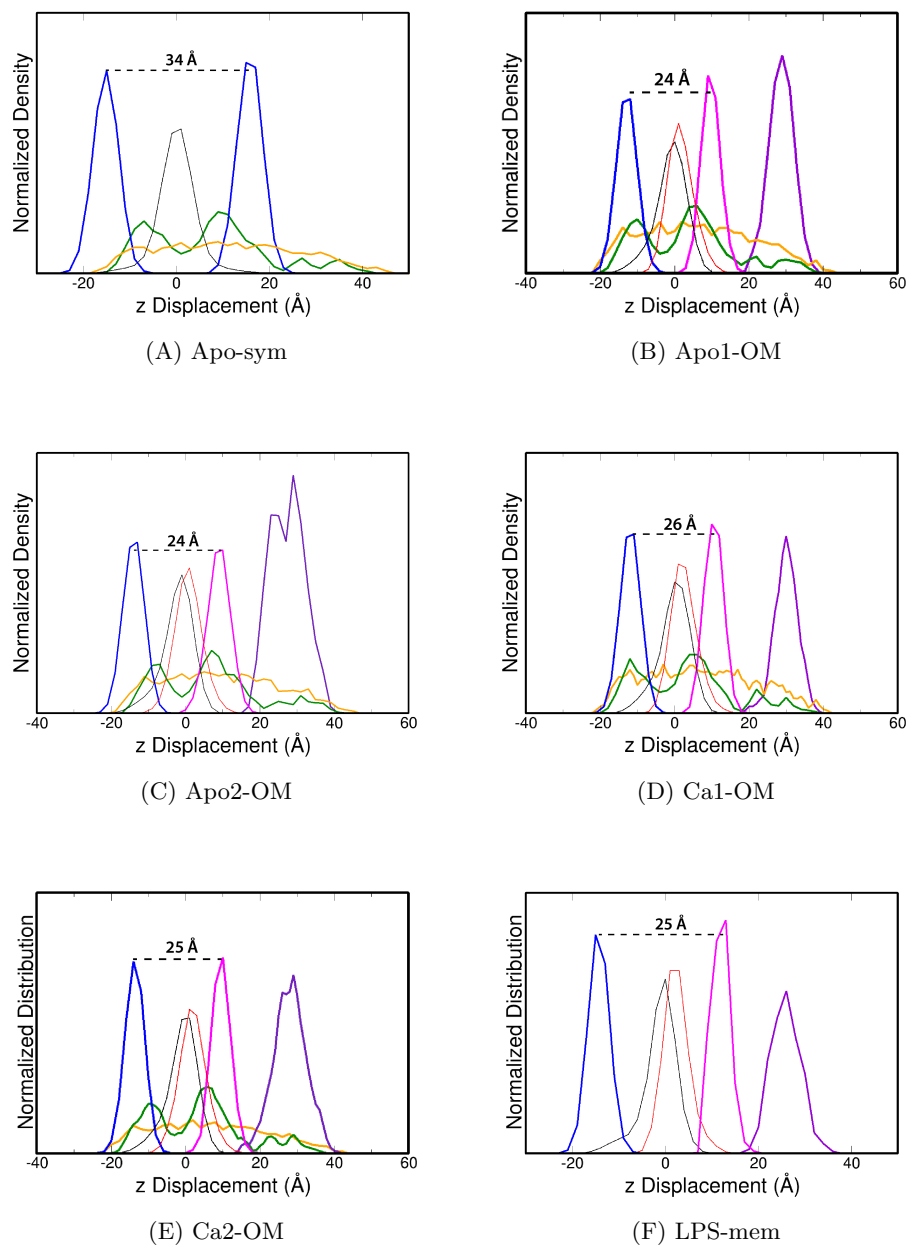 34 Å
Normalized Density
-20 0 20 40
z Displacement (Å)
(A) Apo-sym
24 Å
Normalized Density
-40 -20 0 20 40 60
z Displacement (Å)
(B) Apo1-OM
24 Å
Normalized Density
-40 -20 0 20 40 60
z Displacement (Å)
(C) Apo2-OM
26 Å
Normalized Density
-40 -20 0 20 40 60
z Displacement (Å)
(D) Ca1-OM
25 Å
Normalized Distribution
-40 -20 0 20 40 60
z Displacement (Å)
(E) Ca2-OM
25 Å
Normalized Distribution
-20 0 20 40
z Displacement (Å)
(F) LPS-mem